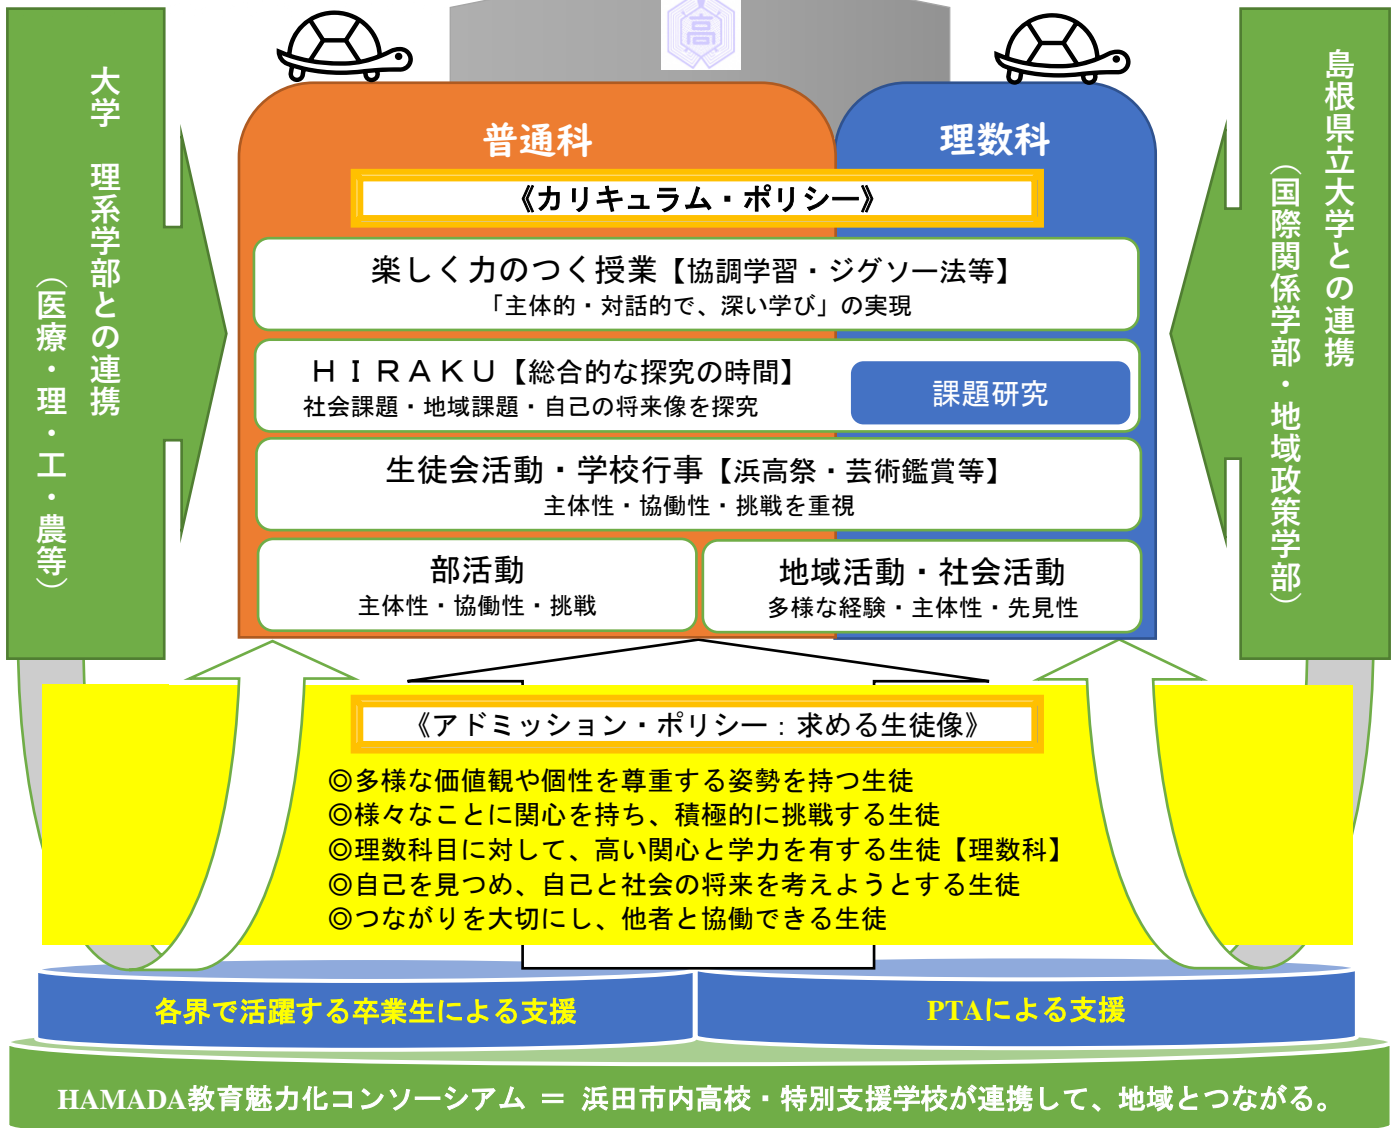 高
大学 理系学部との連携
（医療・理・工・農等）
島根県立大学との連携
（国際関係学部・地域政策学部）
普通科
理数科
《カリキュラム・ポリシー》
楽しく力のつく授業【協調学習・ジグソー法等】
「主体的・対話的で、深い学び」の実現
ＨＩＲＡＫＵ【総合的な探究の時間】
社会課題・地域課題・自己の将来像を探究
課題研究
生徒会活動・学校行事【浜高祭・芸術鑑賞等】
主体性・協働性・挑戦を重視
部活動
主体性・協働性・挑戦
地域活動・社会活動
多様な経験・主体性・先見性
《アドミッション・ポリシー：求める生徒像》
◎多様な価値観や個性を尊重する姿勢を持つ生徒
◎様々なことに関心を持ち、積極的に挑戦する生徒
◎理数科目に対して、高い関心と学力を有する生徒【理数科】
◎自己を見つめ、自己と社会の将来を考えようとする生徒
◎つながりを大切にし、他者と協働できる生徒
各界で活躍する卒業生による支援
PTAによる支援
HAMADA教育魅力化コンソーシアム ＝ 浜田市内高校・特別支援学校が連携して、地域とつながる。